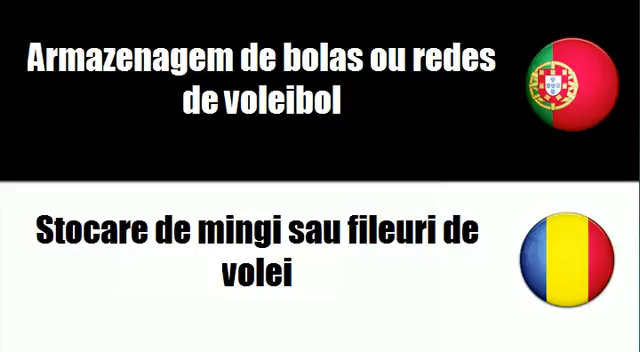 Armazenagem de bolas ou redes
de voleibol
Stocare de mingi sau fileuri de
volei